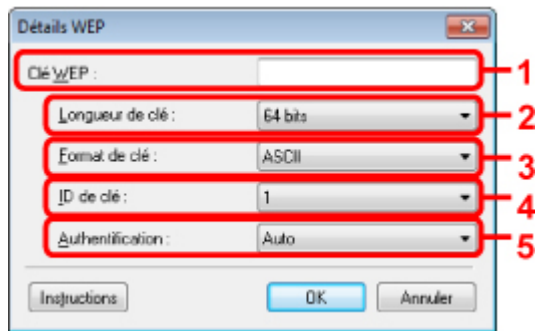 Détails WEP
Clé WEP : 1
Longueur de clé : 64 bits 2
Format de clé : ASCII 3
ID de clé : 1 4
Authentification : Auto 5
Instructions OK Annuler